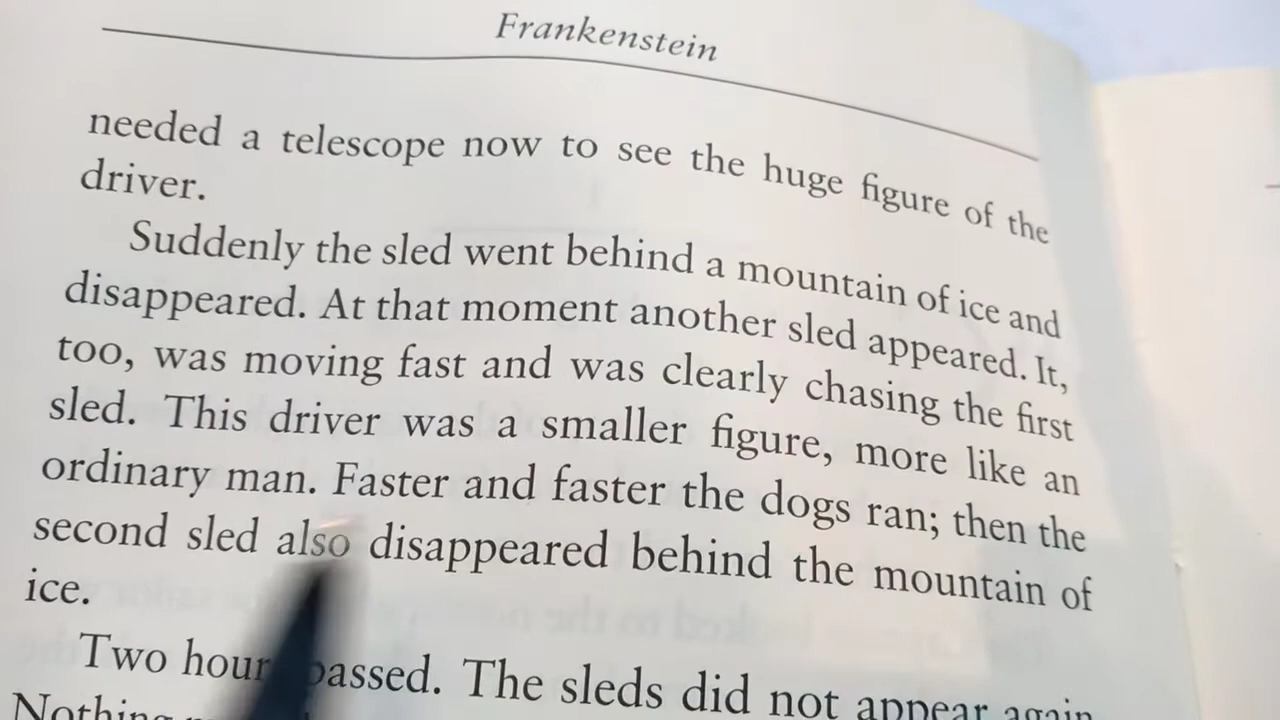 Frankenstein
needed a telescope now to see the huge figure of the
driver.
Suddenly the sled went behind a mountain of ice and
disappeared. At that moment another sled appeared. It,
too, was moving fast and was clearly chasing the first
sled. This driver was a smaller figure, more like an
ordinary man. Faster and faster the dogs ran; then the
second sled also disappeared behind the mountain of
ice.
Two passed. The sleds did not appear again
Nothing